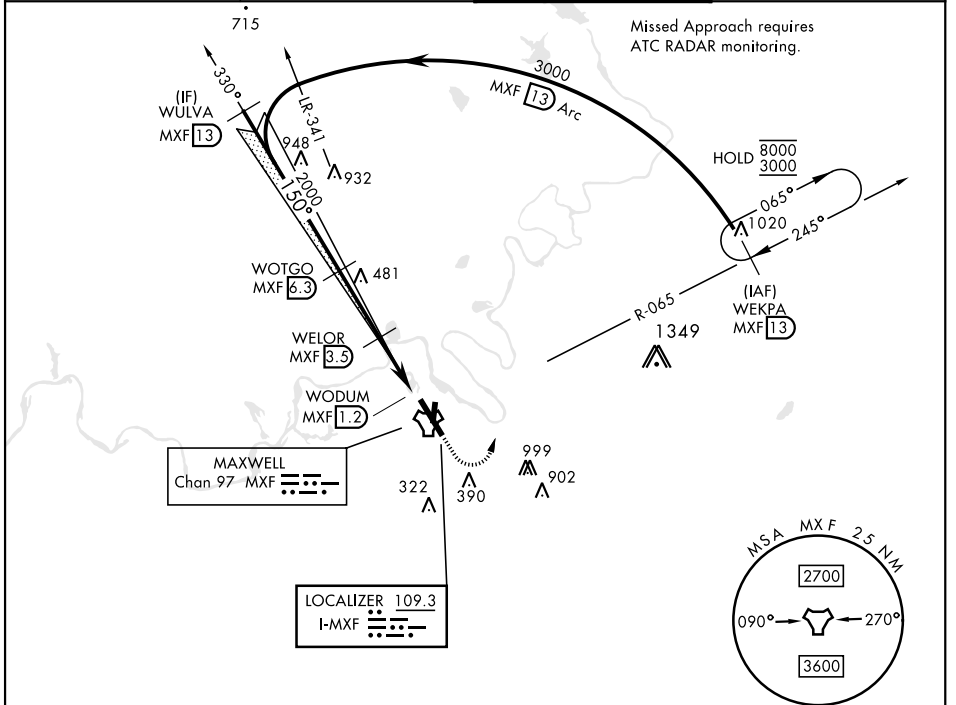 715
Missed Approach requires
ATC RADAR monitoring.
330°
LR-341
3000
MXF 13 Arc
(IF)
WULVA
MXF 13
948
932
2000
150°
HOLD 8000
3000
065°
1020
245°
(IAF)
WEKPA
MXF 13
R-065
1349
WOTGO
MXF 6.3
481
WELOR
MXF 3.5
WODUM
MXF 1.2
MAXWELL
Chan 97 MXF
322
390
999
902
LOCALIZER 109.3
I-MXF
MSA MXF 25 NM
2700
090°
270°
3600